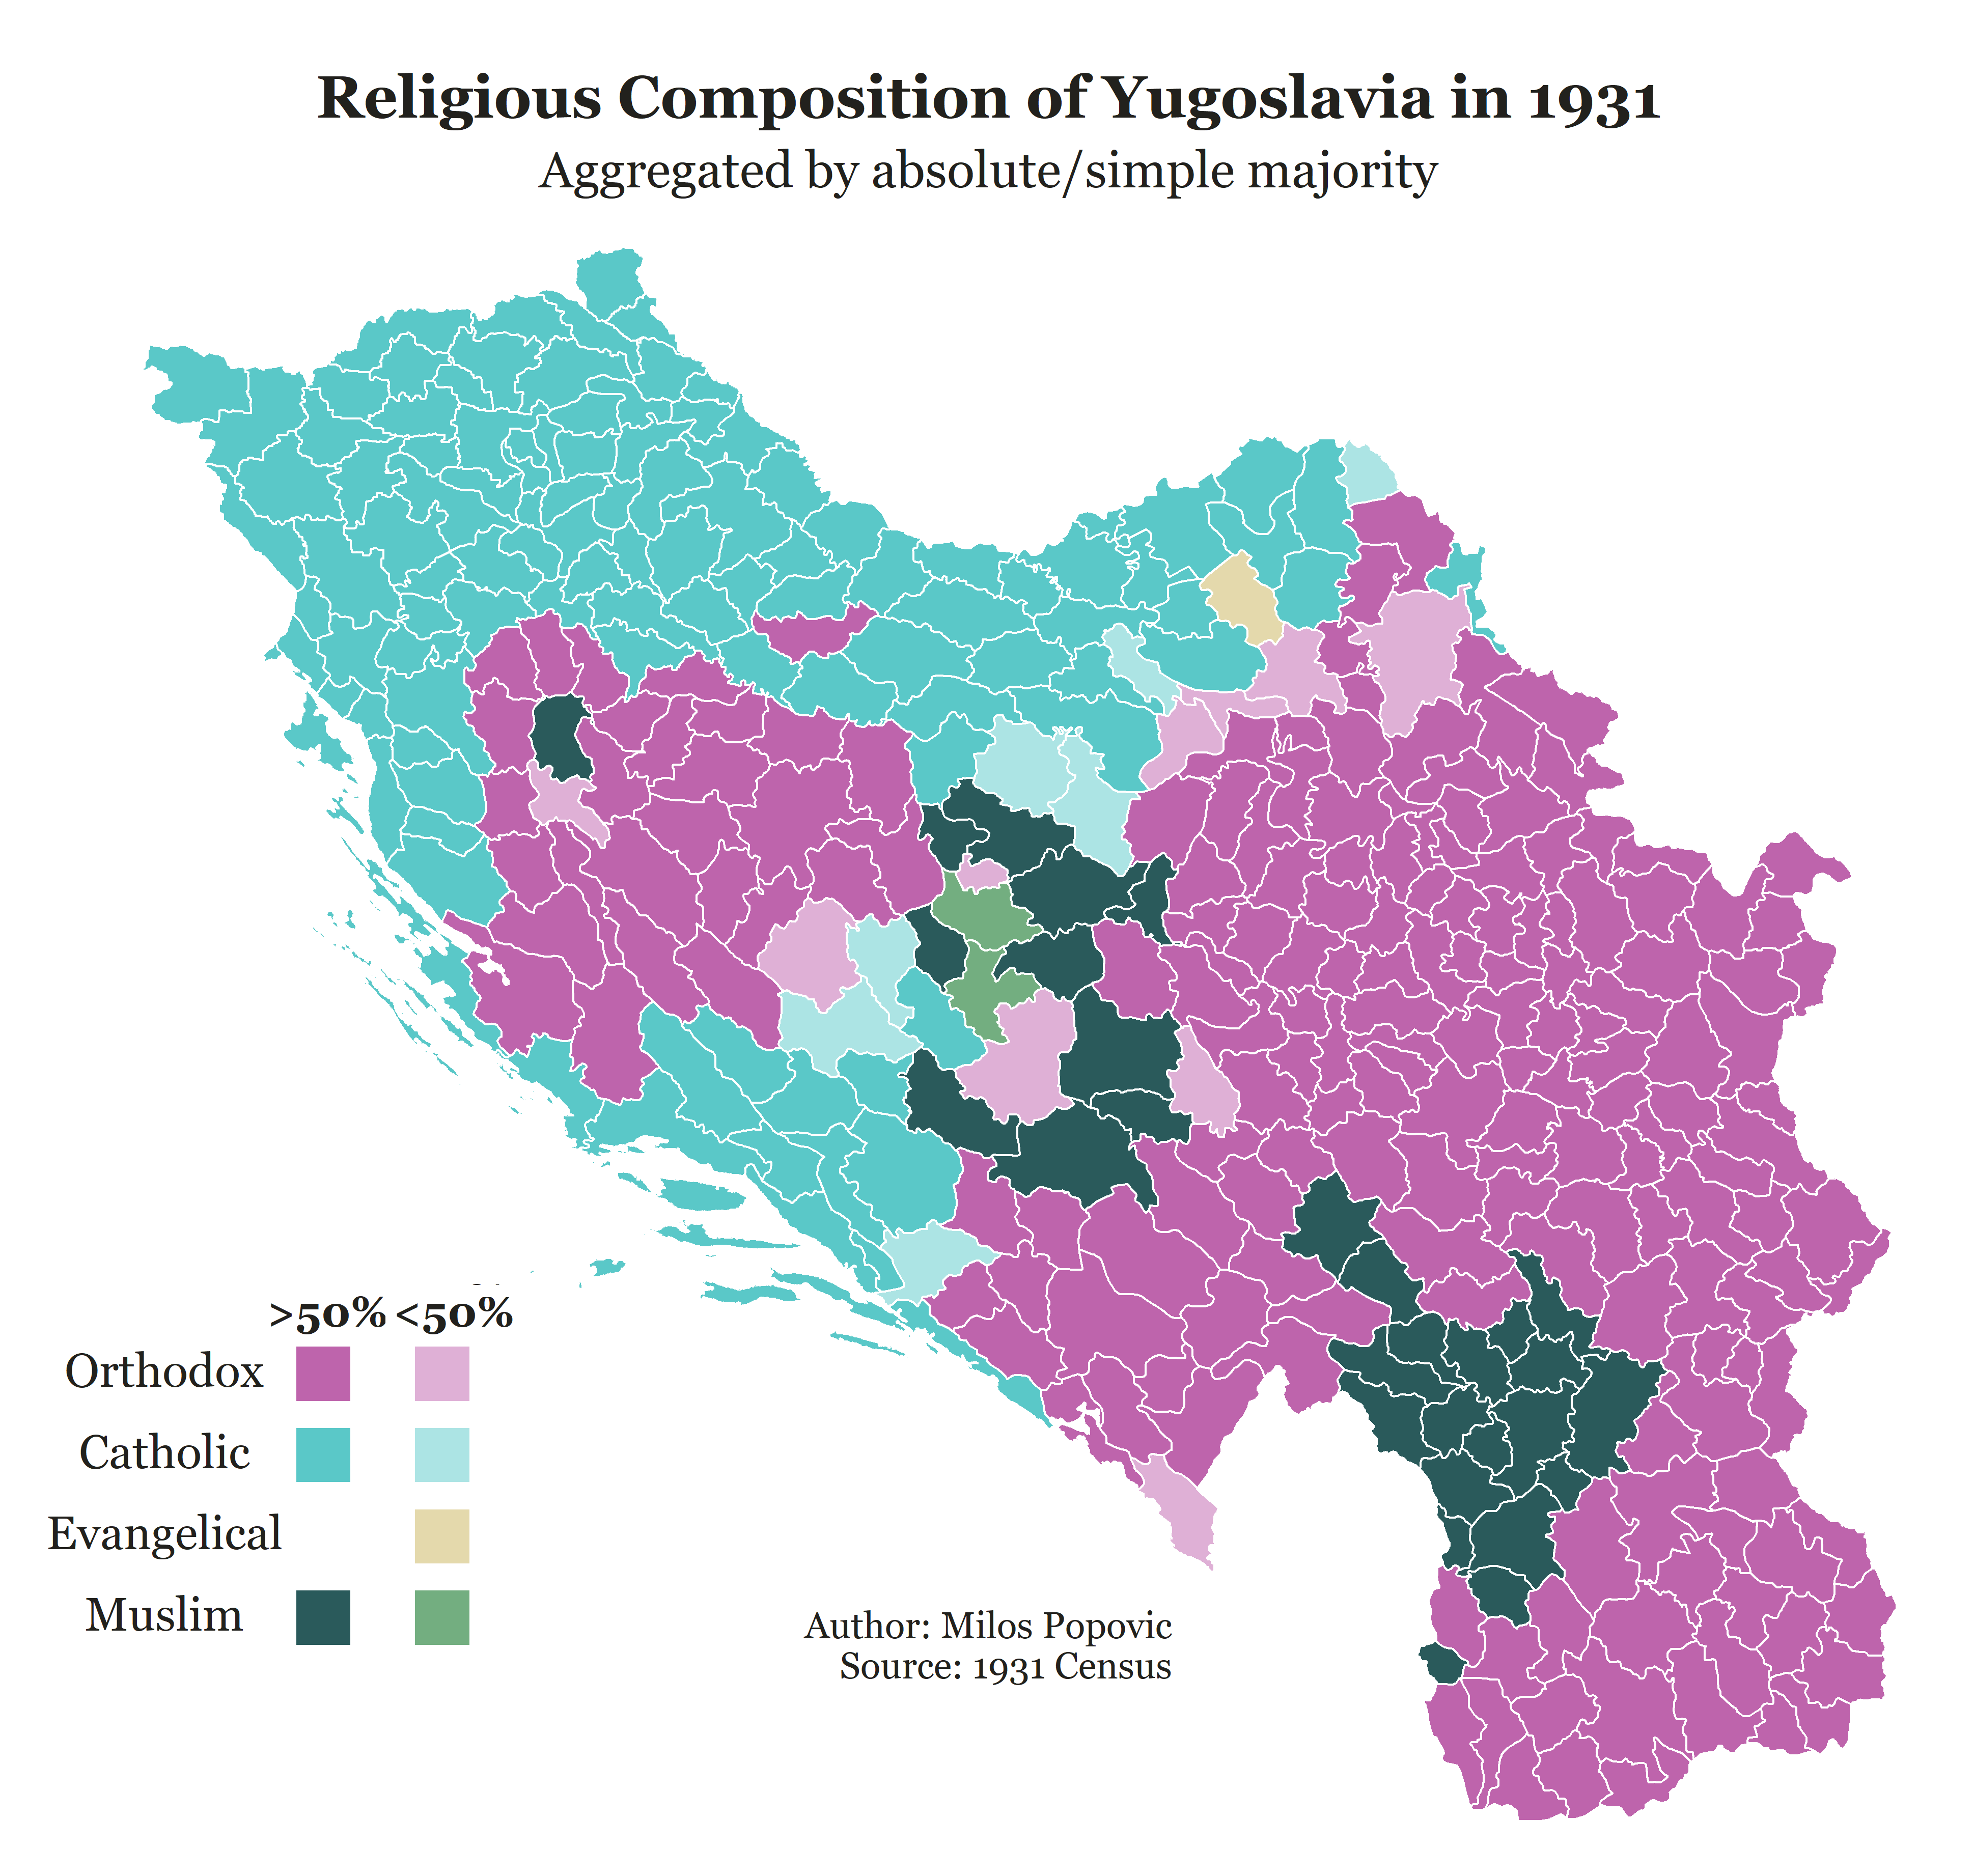 Religious Composition of Yugoslavia in 1931
Aggregated by absolute/simple majority
>50% <50%
Orthodox
Catholic
Evangelical
Muslim
Author: Milos Popovic
Source: 1931 Census